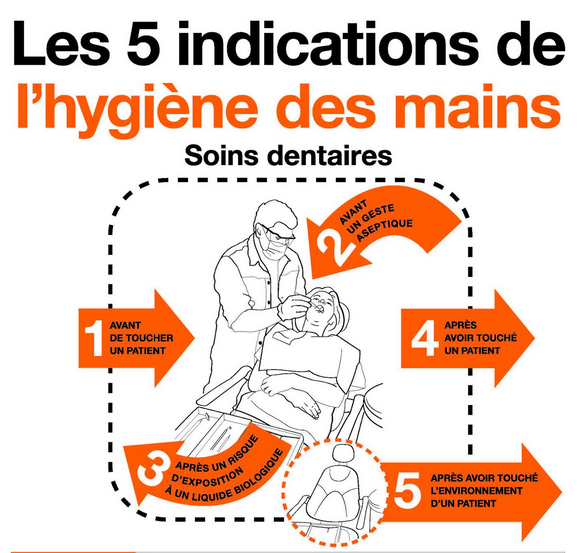 Les 5 indications de
l'hygiène des mains
Soins dentaires
1 AVANT
DE TOUCHER
UN PATIENT
2 AVANT
UN GESTE
ASEPTIQUE
3 APRÈS UN RISQUE
D'EXPOSITION
À UN LIQUIDE BIOLOGIQUE
4 APRÈS
AVOIR TOUCHÉ
UN PATIENT
5 APRÈS AVOIR TOUCHÉ
L'ENVIRONNEMENT
D'UN PATIENT